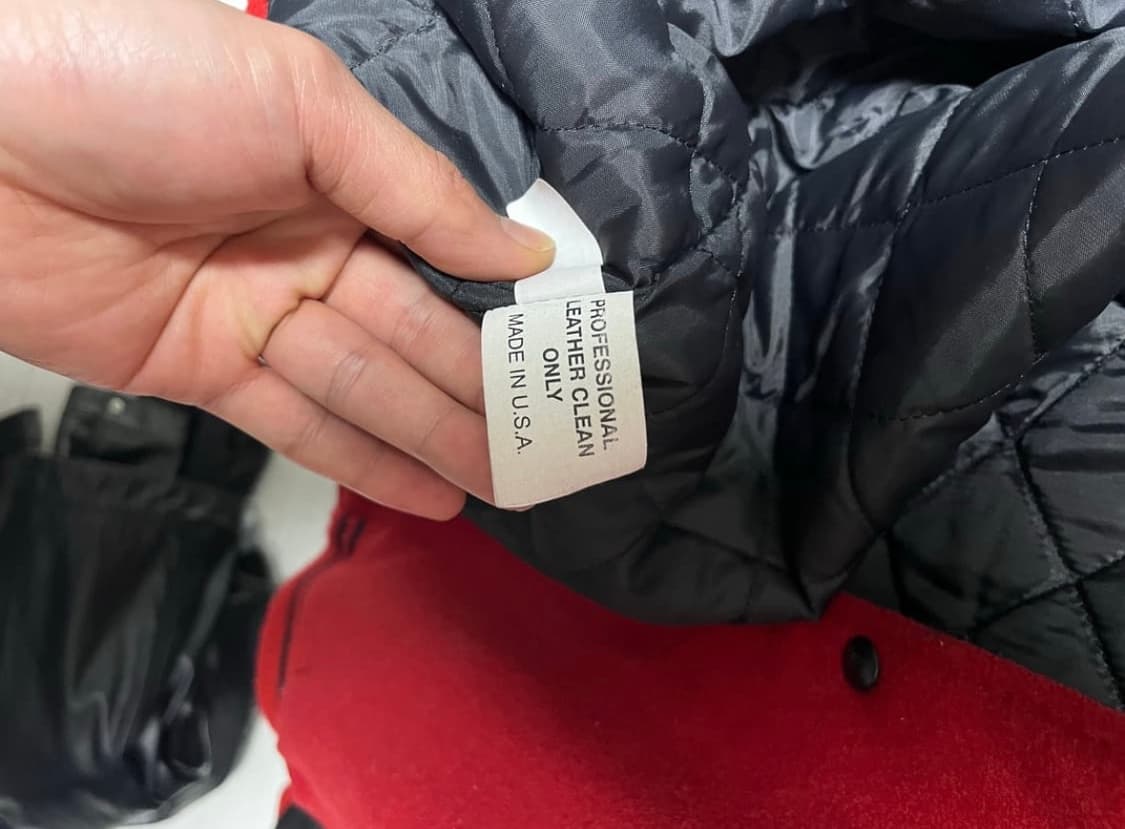 PROFESSIONAL
LEATHER CLEAN
ONLY
MADE IN U.S.A.